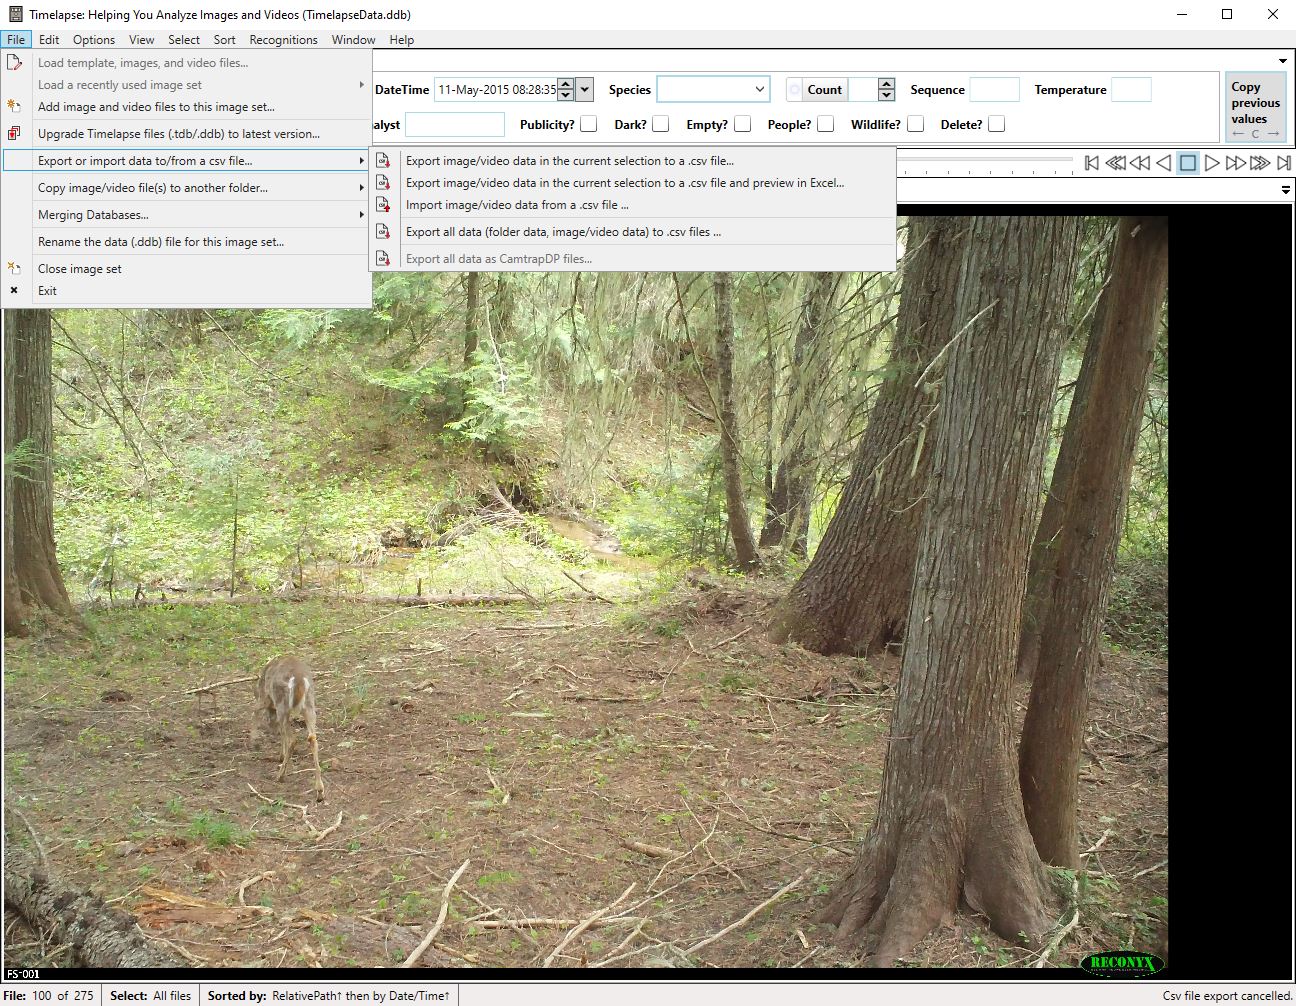 Timelapse: Helping You Analyze Images and Videos (TimelapseData.ddb)
File Edit Options View Select Sort Recognitions Window Help
Load template, images, and video files...
Load a recently used image set
Add image and video files to this image set...
Upgrade Timelapse files (.tdb/.ddb) to latest version...
Export or import data to/from a csv file...
Copy image/video file(s) to another folder...
Merging Databases...
Rename the data (.ddb) file for this image set...
Close image set
Exit
DateTime 11-May-2015 08:28:35 Species Count Sequence Temperature
alyst Publicity? Dark? Empty? People? Wildlife? Delete?
Copy
previous
values
← C →
Export image/video data in the current selection to a .csv file...
Export image/video data in the current selection to a .csv file and preview in Excel...
Import image/video data from a .csv file ...
Export all data (folder data, image/video data) to .csv files ...
Export all data as CamtrapDP files...
FS-001
RECONYX
File: 100 of 275 Select: All files Sorted by: RelativePath↑ then by Date/Time↑ Csv file export cancelled.